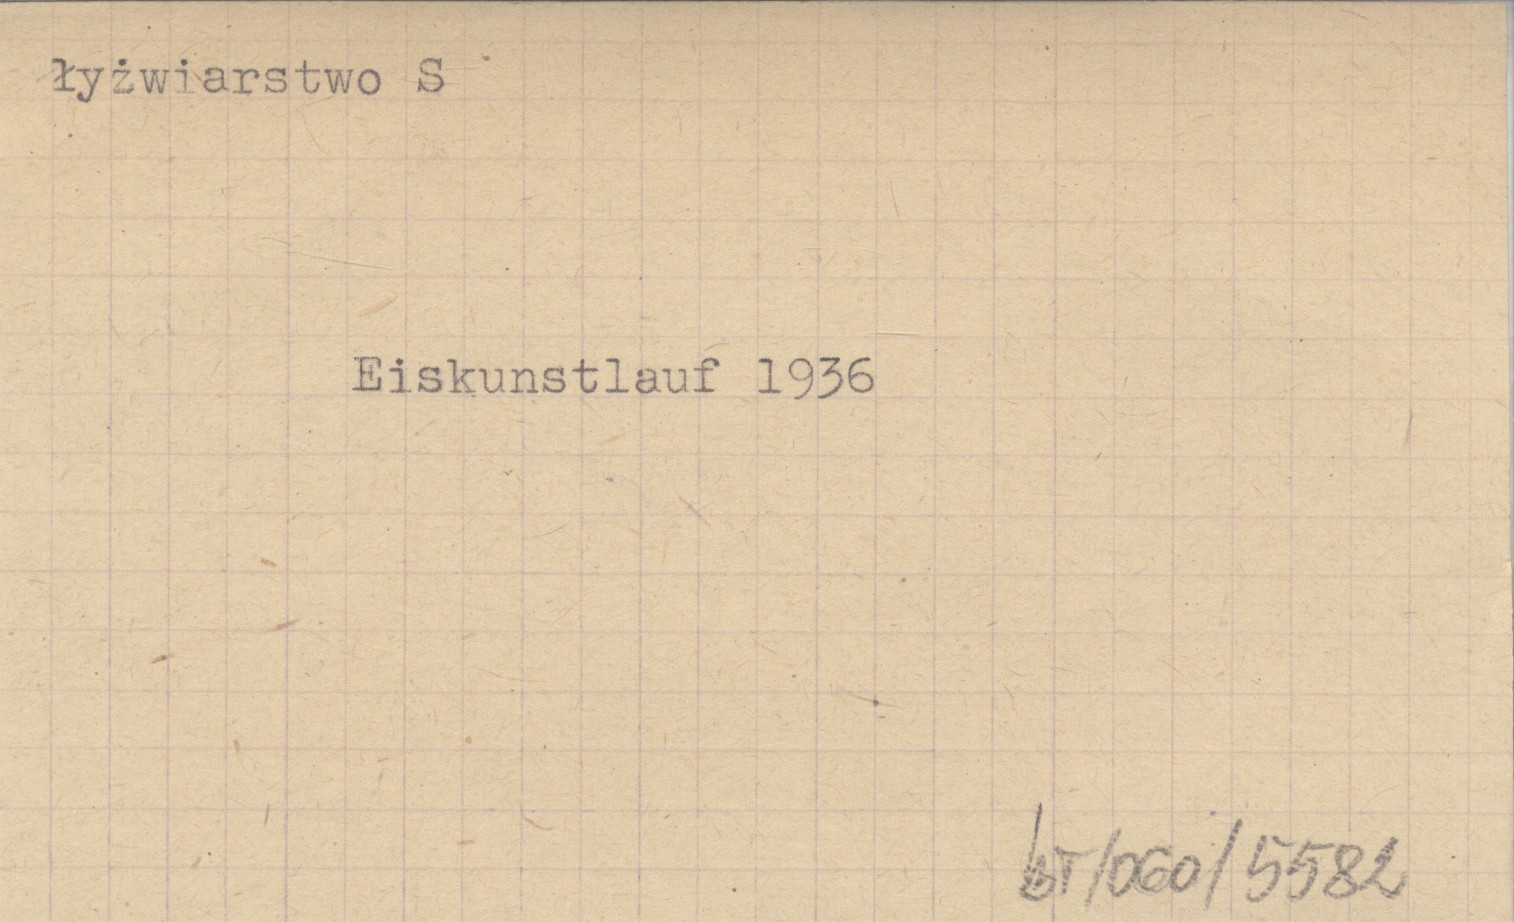 łyżwiarstwo S
Eiskunstlauf 1936
bT/060/5582